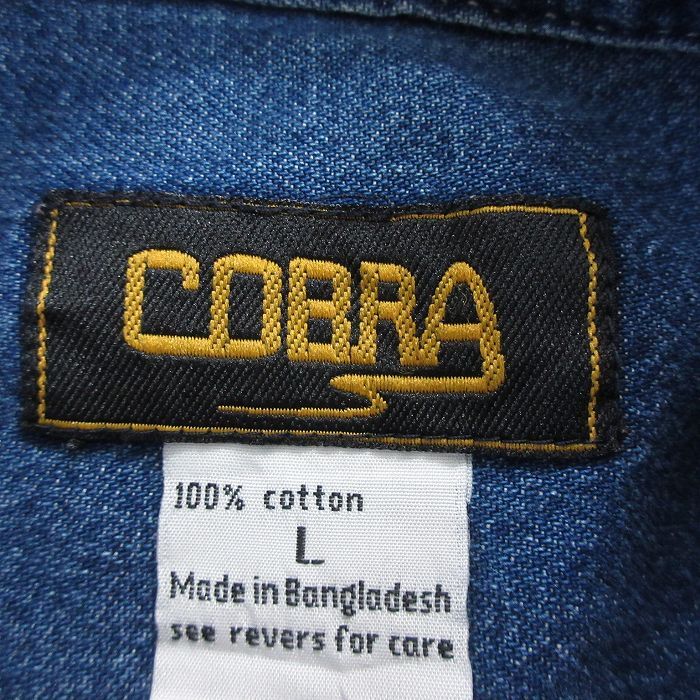 COBRA
100% cotton
L
Made in Bangladesh
see revers for care